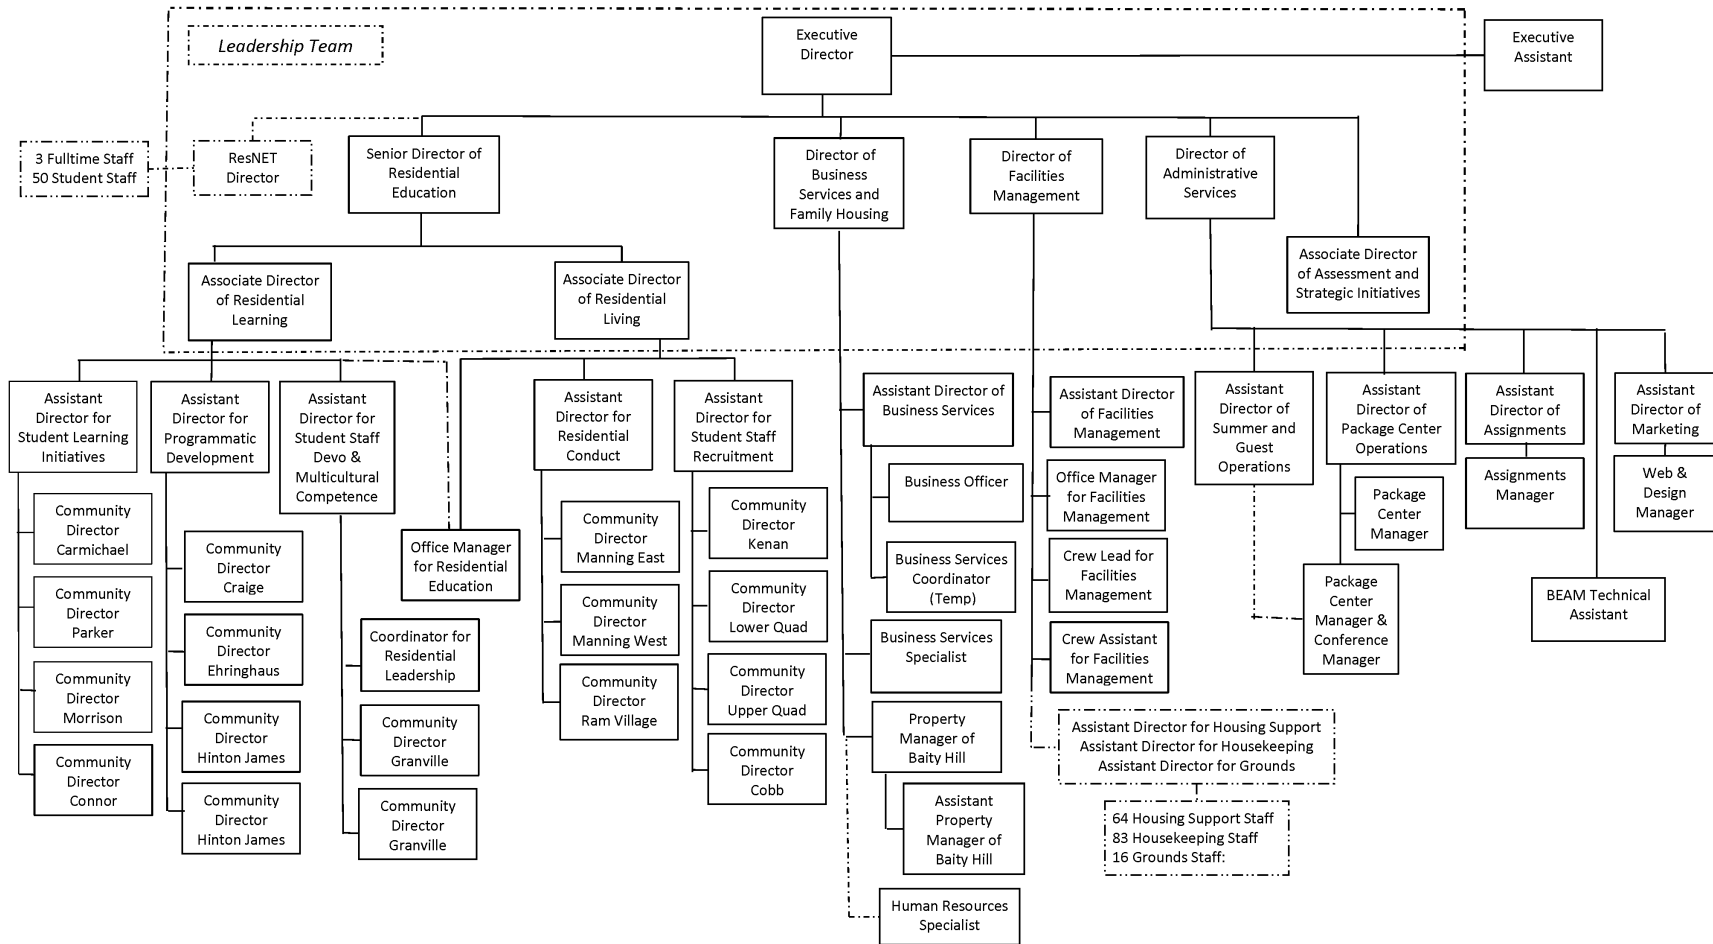 Leadership Team
Executive
Director
Executive
Assistant
3 Fulltime Staff
50 Student Staff
ResNET
Director
Senior Director of
Residential
Education
Director of
Business
Services and
Family Housing
Director of
Facilities
Management
Director of
Administrative
Services
Associate Director
of Assessment and
Strategic Initiatives
Associate Director
of Residential
Learning
Associate Director
of Residential
Living
Assistant
Director for
Student Learning
Initiatives
Assistant
Director for
Programmatic
Development
Assistant
Director for
Student Staff
Devo &
Multicultural
Competence
Assistant
Director for
Residential
Conduct
Assistant
Director for
Student Staff
Recruitment
Assistant Director of
Business Services
Assistant Director
of Facilities
Management
Assistant
Director of
Summer and
Guest
Operations
Assistant
Director of
Package Center
Operations
Assistant
Director of
Assignments
Assistant
Director of
Marketing
Community
Director
Carmichael
Community
Director
Parker
Community
Director
Morrison
Community
Director
Connor
Community
Director
Craige
Community
Director
Ehringhaus
Community
Director
Hinton James
Community
Director
Hinton James
Coordinator for
Residential
Leadership
Community
Director
Granville
Community
Director
Granville
Office Manager
for Residential
Education
Community
Director
Manning East
Community
Director
Manning West
Community
Director
Ram Village
Community
Director
Kenan
Community
Director
Lower Quad
Community
Director
Upper Quad
Community
Director
Cobb
Business Officer
Business Services
Coordinator
(Temp)
Business Services
Specialist
Property
Manager of
Baity Hill
Assistant
Property
Manager of
Baity Hill
Human Resources
Specialist
Office Manager
for Facilities
Management
Crew Lead for
Facilities
Management
Crew Assistant
for Facilities
Management
Assistant Director for Housing Support
Assistant Director for Housekeeping
Assistant Director for Grounds
64 Housing Support Staff
83 Housekeeping Staff
16 Grounds Staff:
Package
Center
Manager
Package
Center
Manager &
Conference
Manager
Assignments
Manager
Web &
Design
Manager
BEAM Technical
Assistant